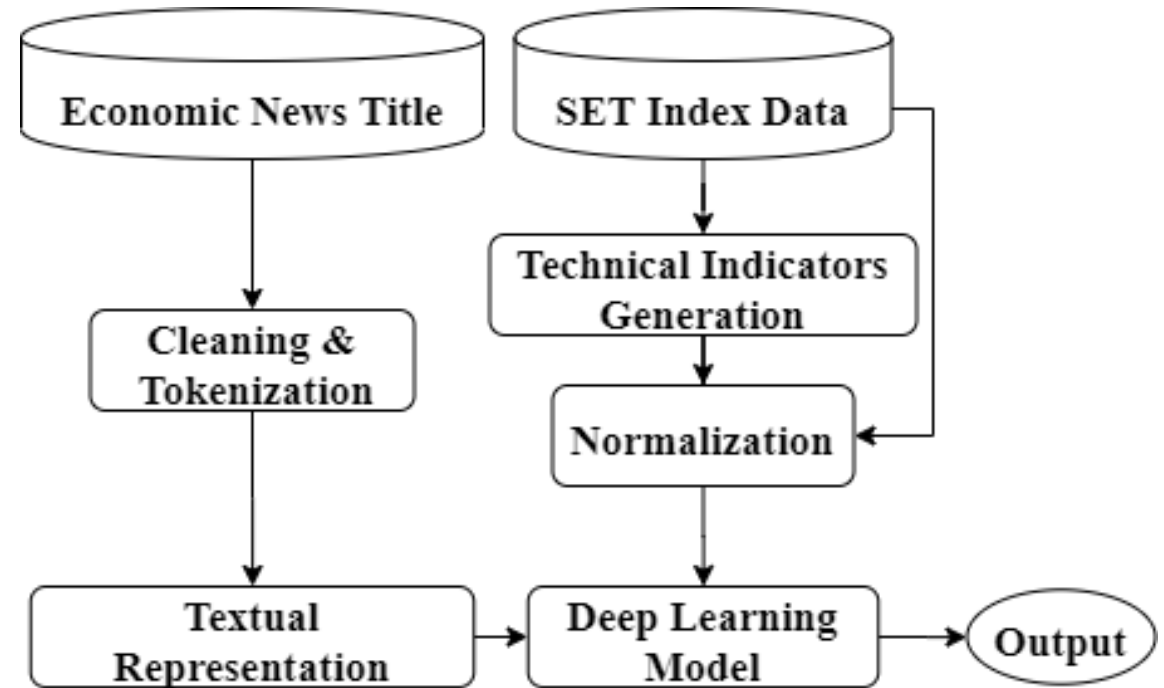 Economic News Title
SET Index Data
Technical Indicators
Generation
Cleaning &
Tokenization
Normalization
Textual
Representation
Deep Learning
Model
Output